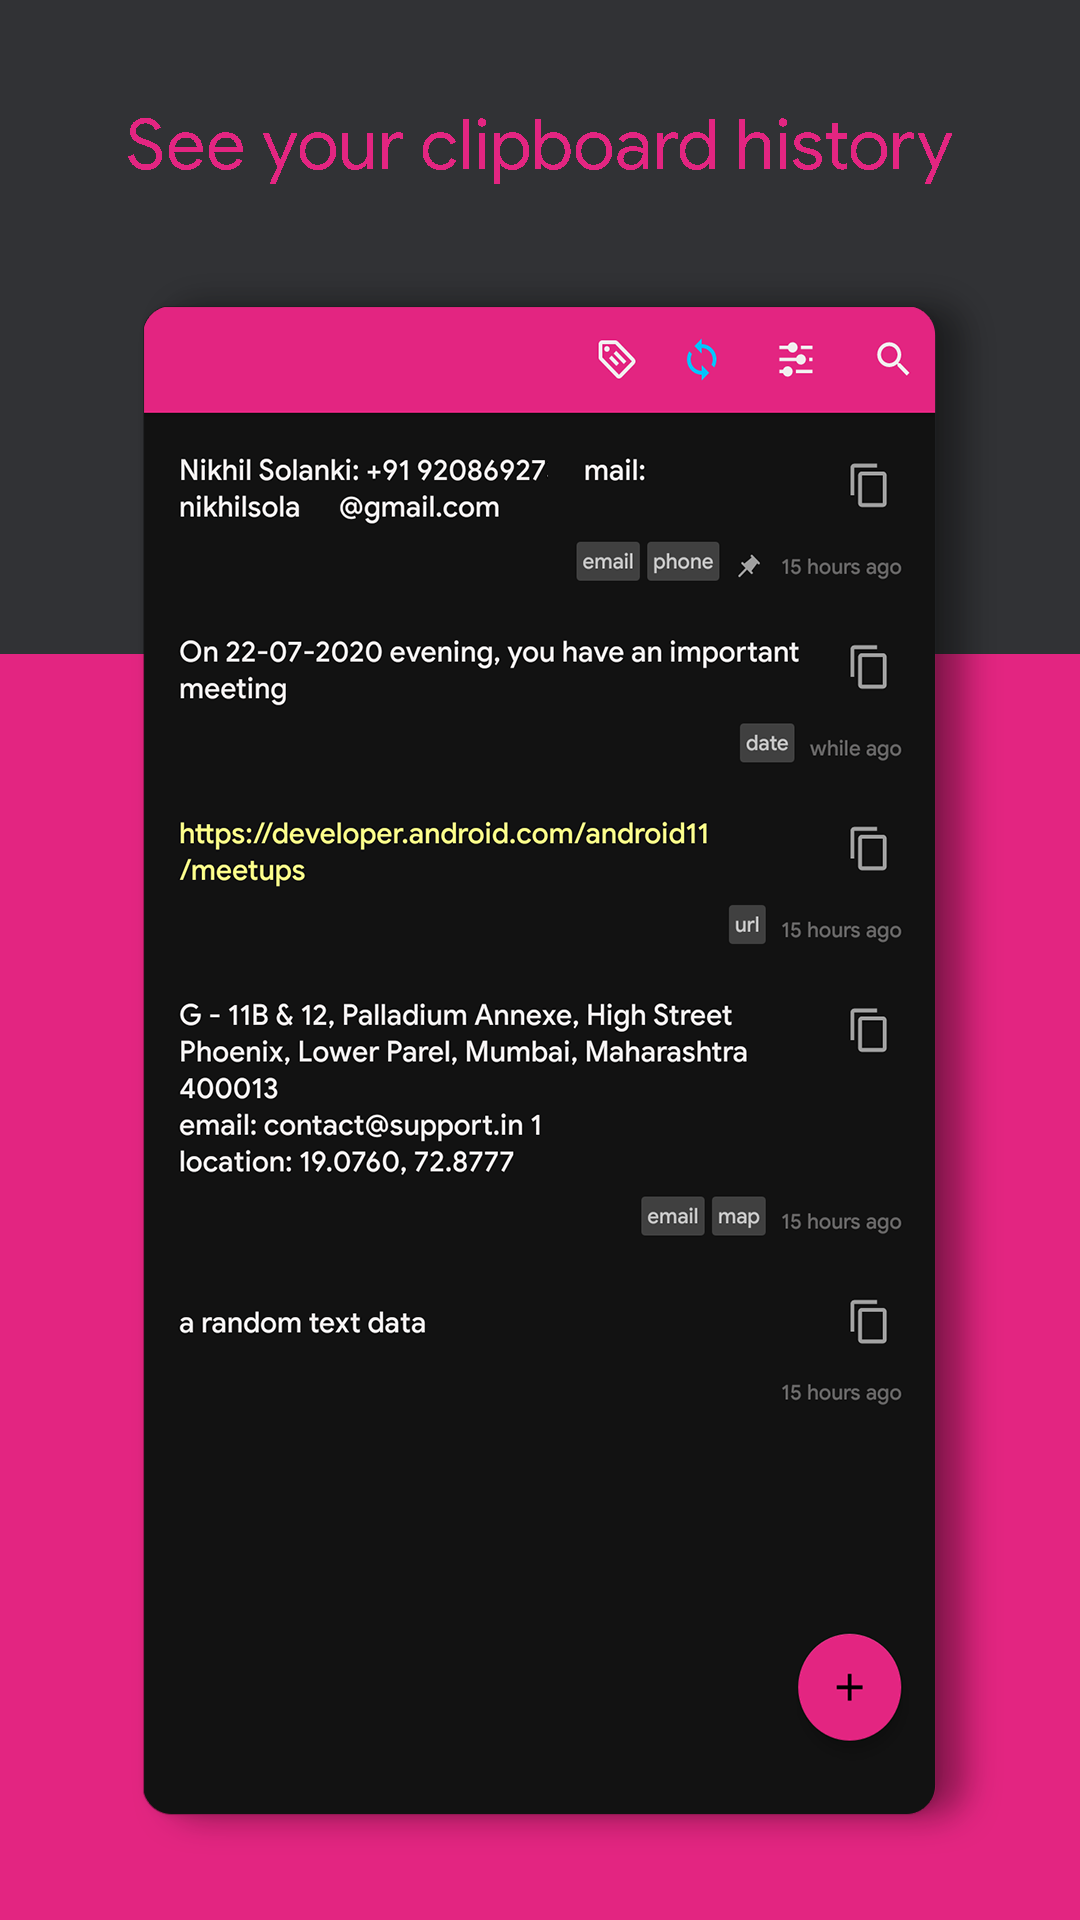 See your clipboard history
Nikhil Solanki: +91 92086927 mail:
nikhilsola @gmail.com
email phone 15 hours ago
On 22-07-2020 evening, you have an important
meeting
date while ago
https://developer.android.com/android11
/meetups
url 15 hours ago
G - 11B & 12, Palladium Annexe, High Street
Phoenix, Lower Parel, Mumbai, Maharashtra
400013
email: contact@support.in 1
location: 19.0760, 72.8777
email map 15 hours ago
a random text data
15 hours ago
+